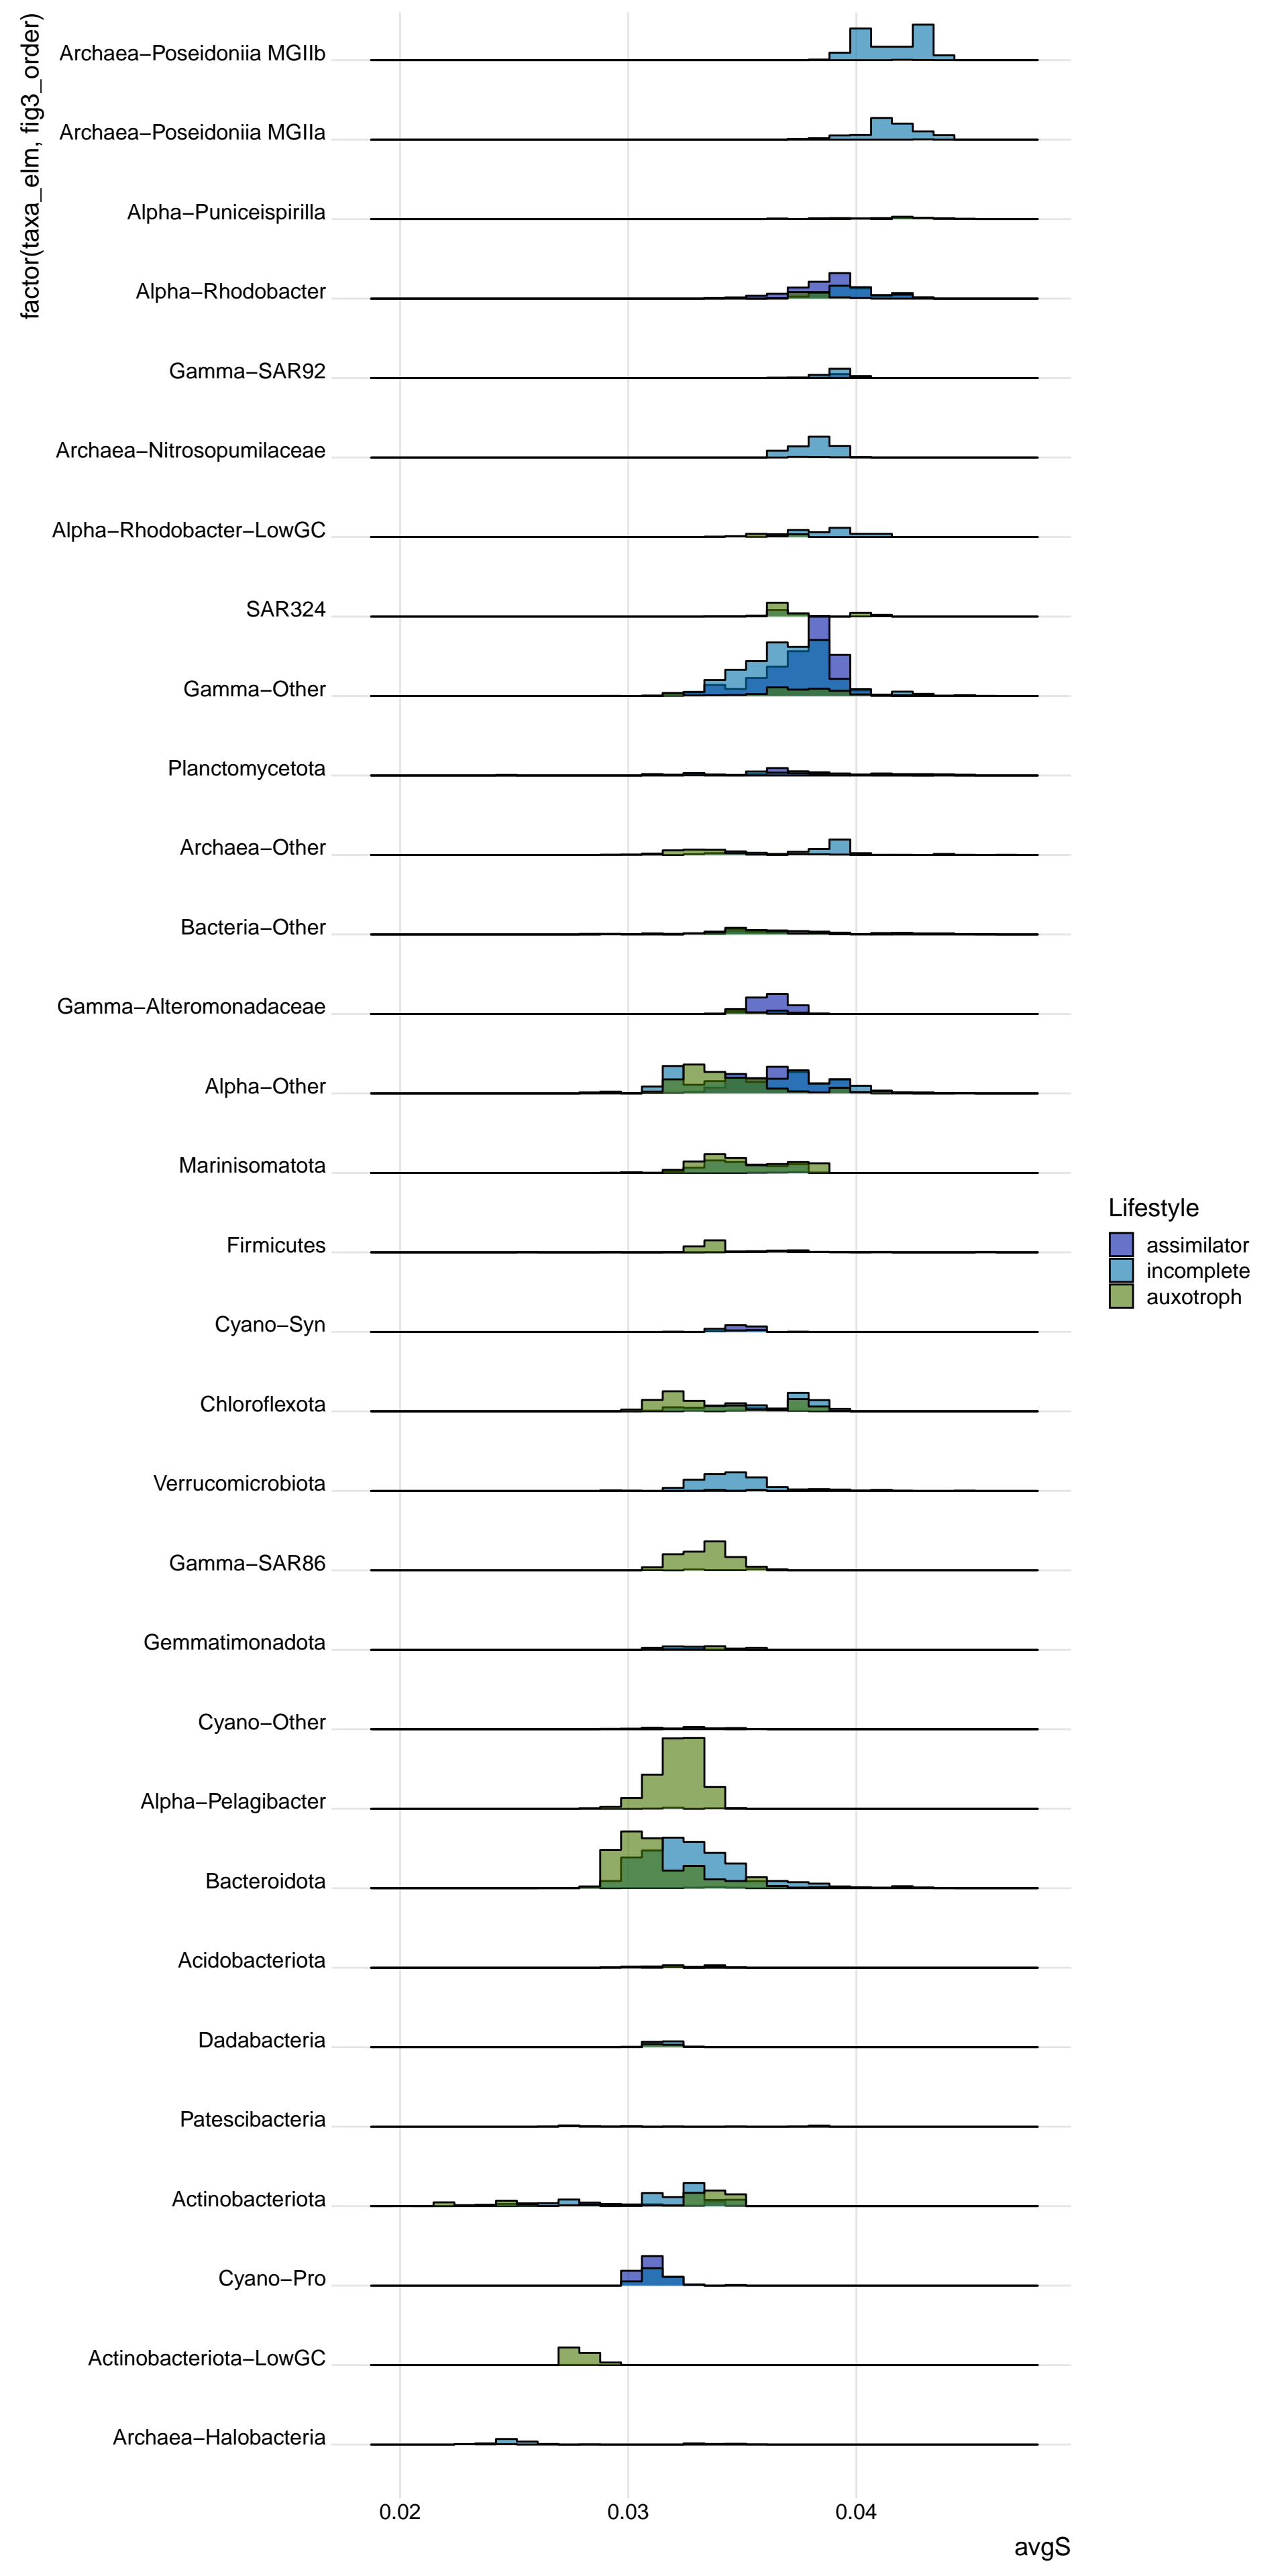 factor(taxa_elm, fig3_order)
Archaea−Poseidoniia MGIIb
Archaea−Poseidoniia MGIIa
Alpha−Puniceispirilla
Alpha−Rhodobacter
Gamma−SAR92
Archaea−Nitrosopumilaceae
Alpha−Rhodobacter−LowGC
SAR324
Gamma−Other
Planctomycetota
Archaea−Other
Bacteria−Other
Gamma−Alteromonadaceae
Alpha−Other
Marinisomatota
Firmicutes
Cyano−Syn
Chloroflexota
Verrucomicrobiota
Gamma−SAR86
Gemmatimonadota
Cyano−Other
Alpha−Pelagibacter
Bacteroidota
Acidobacteriota
Dadabacteria
Patescibacteria
Actinobacteriota
Cyano−Pro
Actinobacteriota−LowGC
Archaea−Halobacteria
0.02 0.03 0.04
avgS
Lifestyle
assimilator
incomplete
auxotroph